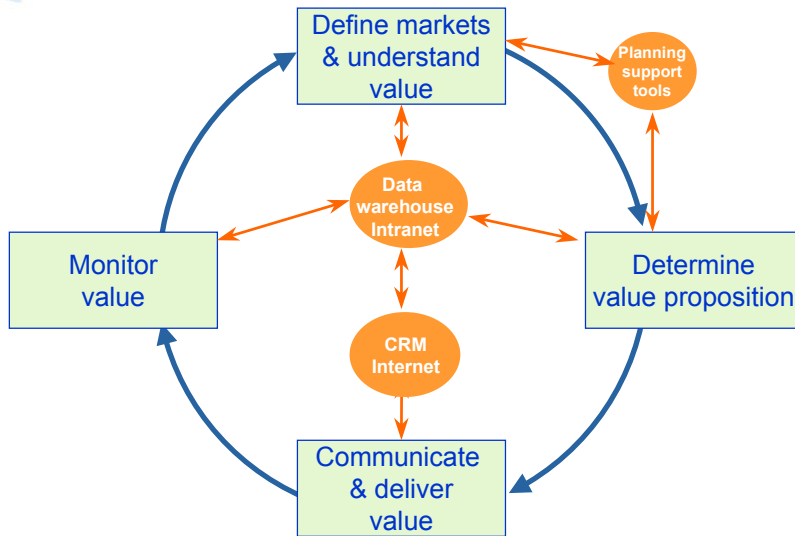 Define markets
& understand
value
Planning
support
tools
Data
warehouse
Intranet
Monitor
value
Determine
value proposition
CRM
Internet
Communicate
& deliver
value